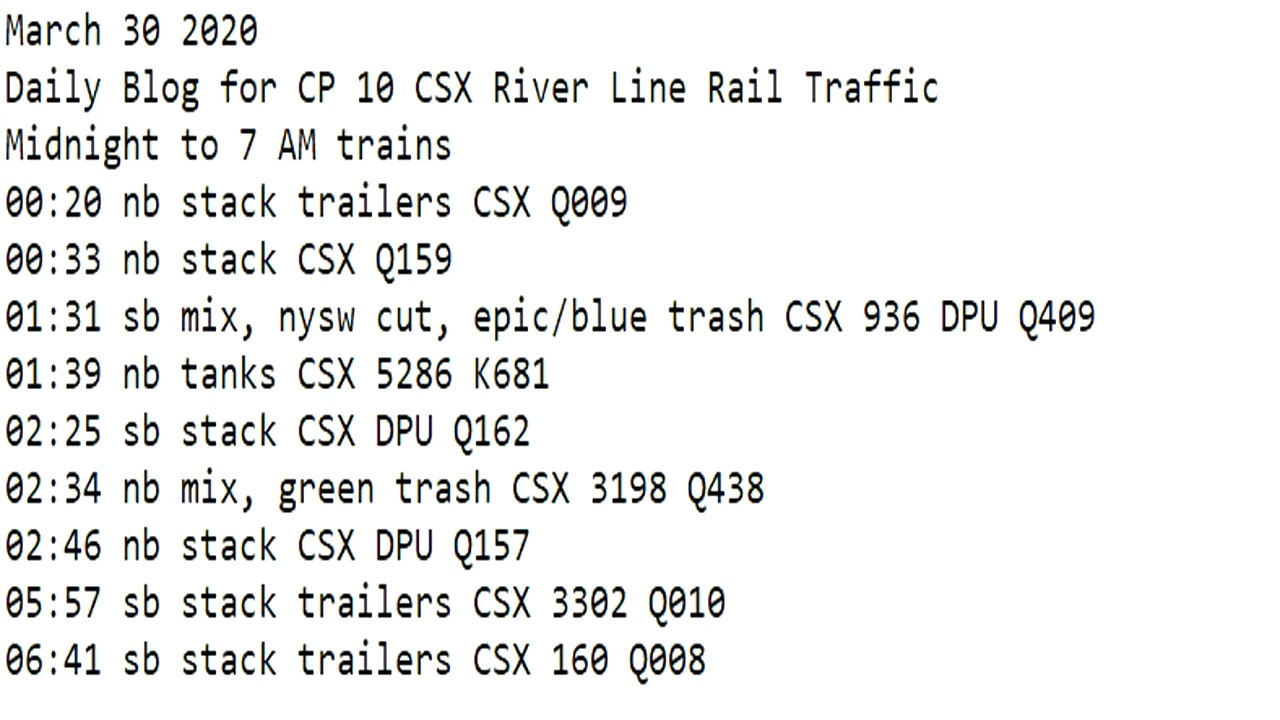 March 30 2020
Daily Blog for CP 10 CSX River Line Rail Traffic
Midnight to 7 AM trains
00:20 nb stack trailers CSX Q009
00:33 nb stack CSX Q159
01:31 sb mix, nysw cut, epic/blue trash CSX 936 DPU Q409
01:39 nb tanks CSX 5286 K681
02:25 sb stack CSX DPU Q162
02:34 nb mix, green trash CSX 3198 Q438
02:46 nb stack CSX DPU Q157
05:57 sb stack trailers CSX 3302 Q010
06:41 sb stack trailers CSX 160 Q008